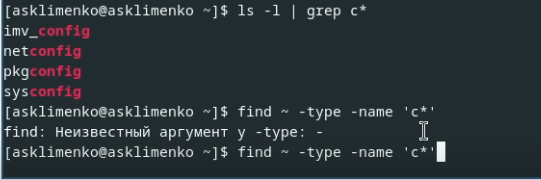 [asklimenko@asklimenko ~]$ ls -l | grep c*
imv_config
netconfig
pkgconfig
sysconfig
[asklimenko@asklimenko ~]$ find ~ -type -name 'c*'
find: Неизвестный аргумент у -type: -
[asklimenko@asklimenko ~]$ find ~ -type -name 'c*'